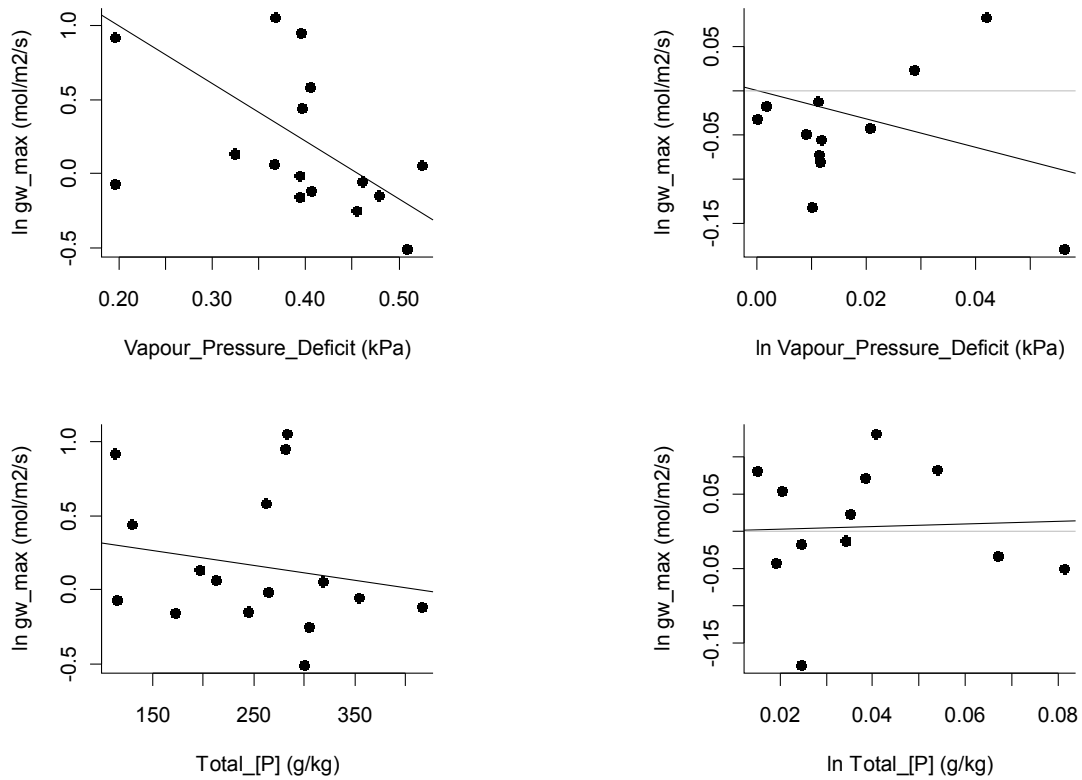 ln gw_max (mol/m2/s)
-0.5 0.0 0.5 1.0
0.20 0.30 0.40 0.50
Vapour_Pressure_Deficit (kPa)
ln gw_max (mol/m2/s)
-0.15 -0.05 0.05
0.00 0.02 0.04
ln Vapour_Pressure_Deficit (kPa)
ln gw_max (mol/m2/s)
-0.5 0.0 0.5 1.0
150 250 350
Total_[P] (g/kg)
ln gw_max (mol/m2/s)
-0.15 -0.05 0.05
0.02 0.04 0.06 0.08
ln Total_[P] (g/kg)